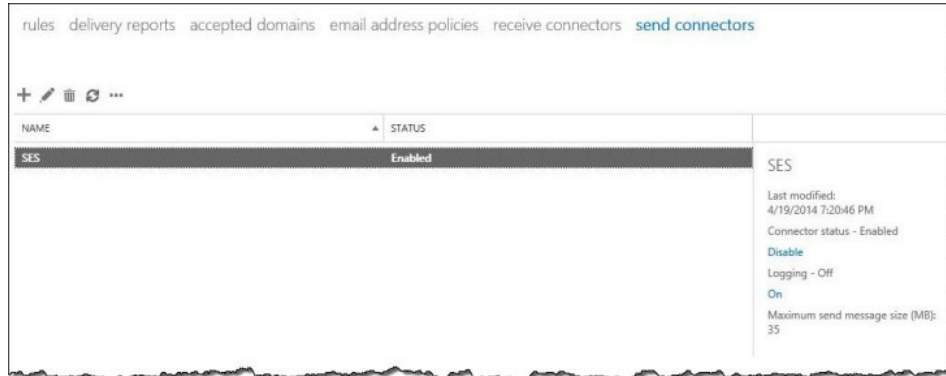 rules delivery reports accepted domains email address policies receive connectors send connectors
NAME STATUS
SES Enabled
SES
Last modified:
4/19/2014 7:20:46 PM
Connector status - Enabled
Disable
Logging - Off
On
Maximum send message size (MB):
35